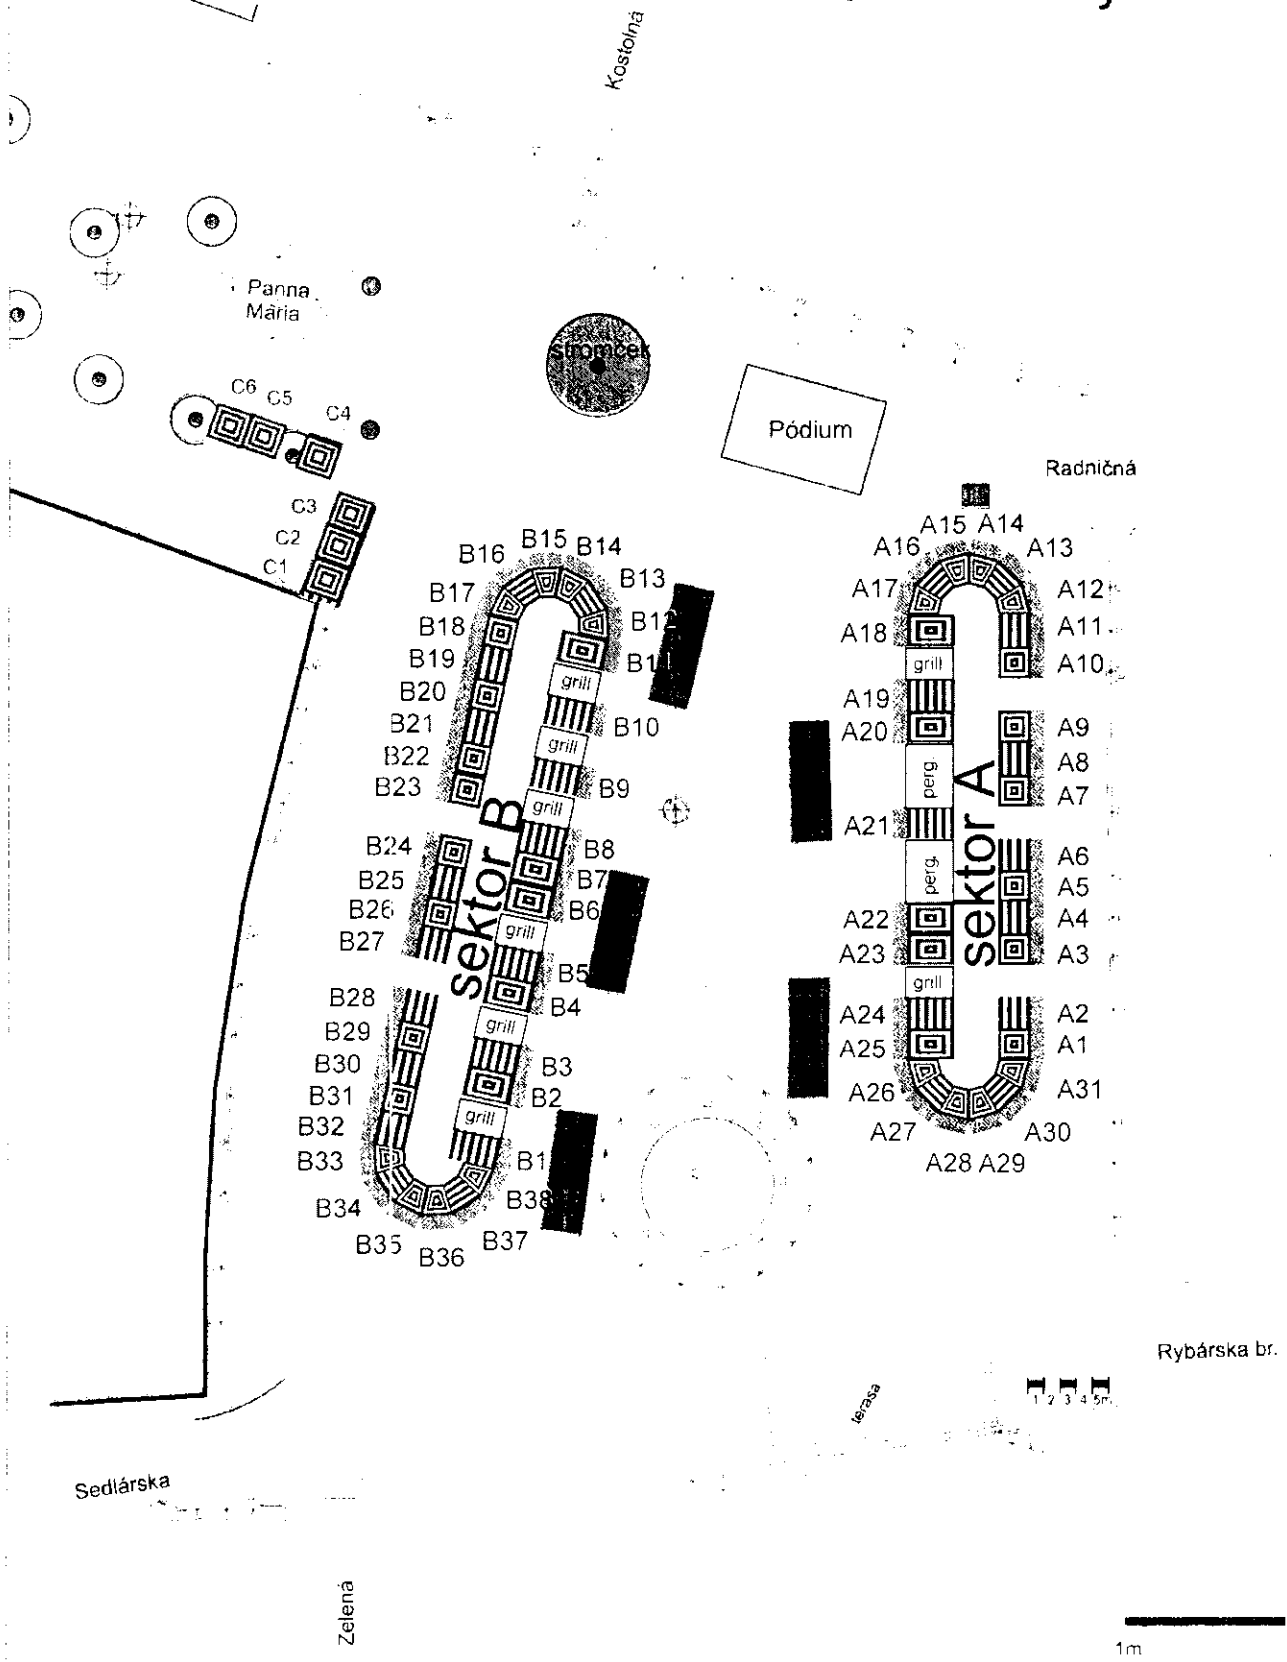 Kostolná
Panna
Mária
stromček
Pódium
Radničná
C6
C5
C4
C3
C2
C1
B16
B15
B14
B13
B17
B12
B18
B11
B19
grill
B20
B10
B21
grill
B22
B9
B23
grill
B24
B8
B25
B7
B26
B6
B27
grill
sektor B
B5
B28
B4
B29
grill
B30
B3
B31
B2
B32
grill
B33
B1
B34
B38
B35
B36
B37
A15 A14
A16
A13
A17
A12
A18
A11
grill
A10
A19
A20
A9
perg.
A8
A7
A21
sektor A
A6
perg.
A5
A22
A4
A23
A3
grill
A24
A2
A25
A1
A26
A31
A27
A30
A28 A29
Rybárska br.
1 2 3 4 5m
terasa
Sedlárska
Zelená
1m